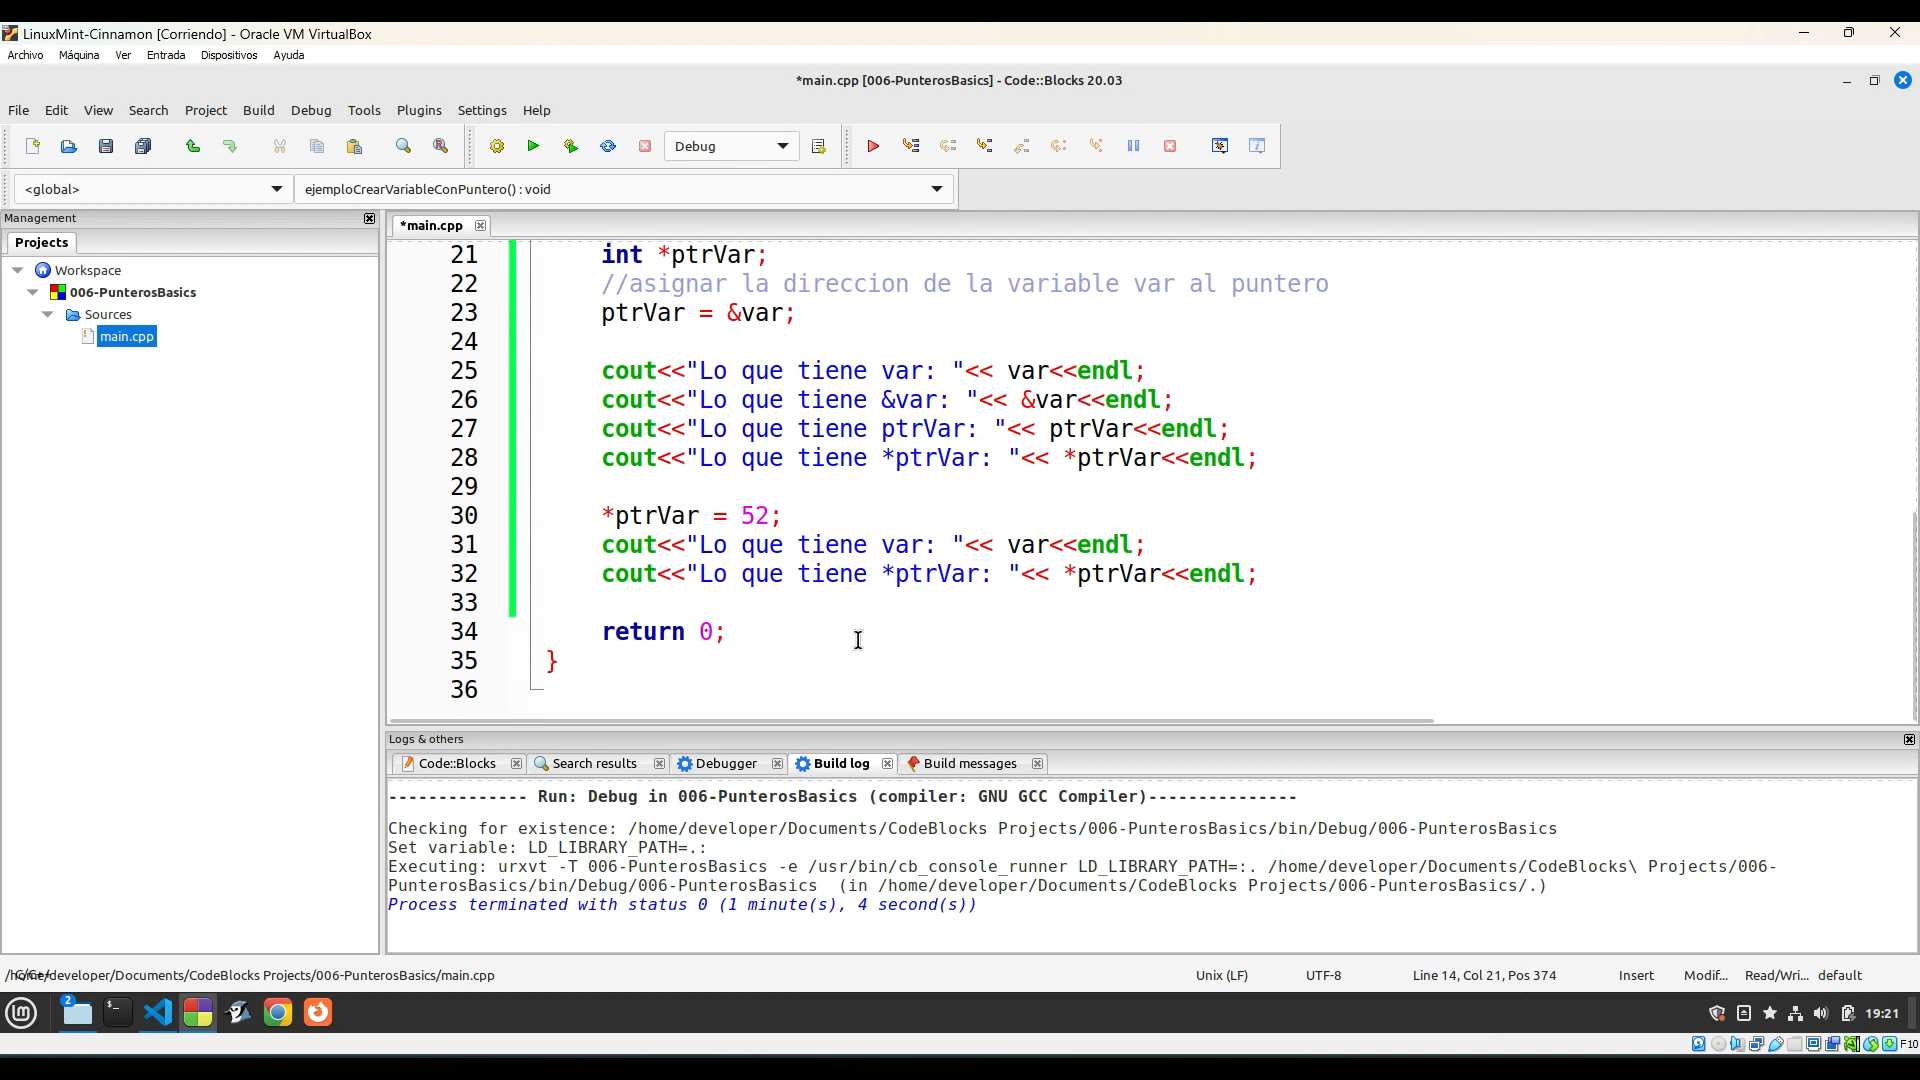 LinuxMint-Cinnamon [Corriendo] - Oracle VM VirtualBox
Archivo Máquina Ver Entrada Dispositivos Ayuda
*main.cpp [006-PunterosBasics] - Code::Blocks 20.03
File Edit View Search Project Build Debug Tools Plugins Settings Help
Debug
<global> ejemploCrearVariableConPuntero() : void
Management
Projects
Workspace
006-PunterosBasics
Sources
main.cpp
*main.cpp
21 int *ptrVar;
22 //asignar la direccion de la variable var al puntero
23 ptrVar = &var;
24
25 cout<<"Lo que tiene var: "<< var<<endl;
26 cout<<"Lo que tiene &var: "<< &var<<endl;
27 cout<<"Lo que tiene ptrVar: "<< ptrVar<<endl;
28 cout<<"Lo que tiene *ptrVar: "<< *ptrVar<<endl;
29
30 *ptrVar = 52;
31 cout<<"Lo que tiene var: "<< var<<endl;
32 cout<<"Lo que tiene *ptrVar: "<< *ptrVar<<endl;
33
34 return 0;
35 }
36
Logs & others
Code::Blocks Search results Debugger Build log Build messages
-------------- Run: Debug in 006-PunterosBasics (compiler: GNU GCC Compiler)---------------
Checking for existence: /home/developer/Documents/CodeBlocks Projects/006-PunterosBasics/bin/Debug/006-PunterosBasics
Set variable: LD_LIBRARY_PATH=.:
Executing: urxvt -T 006-PunterosBasics -e /usr/bin/cb_console_runner LD_LIBRARY_PATH=:. /home/developer/Documents/CodeBlocks\ Projects/006-
PunterosBasics/bin/Debug/006-PunterosBasics  (in /home/developer/Documents/CodeBlocks Projects/006-PunterosBasics/.)
Process terminated with status 0 (1 minute(s), 4 second(s))
/home/developer/Documents/CodeBlocks Projects/006-PunterosBasics/main.cpp Unix (LF) UTF-8 Line 14, Col 21, Pos 374 Insert Modif... Read/Wri... default
2
19:21
F10